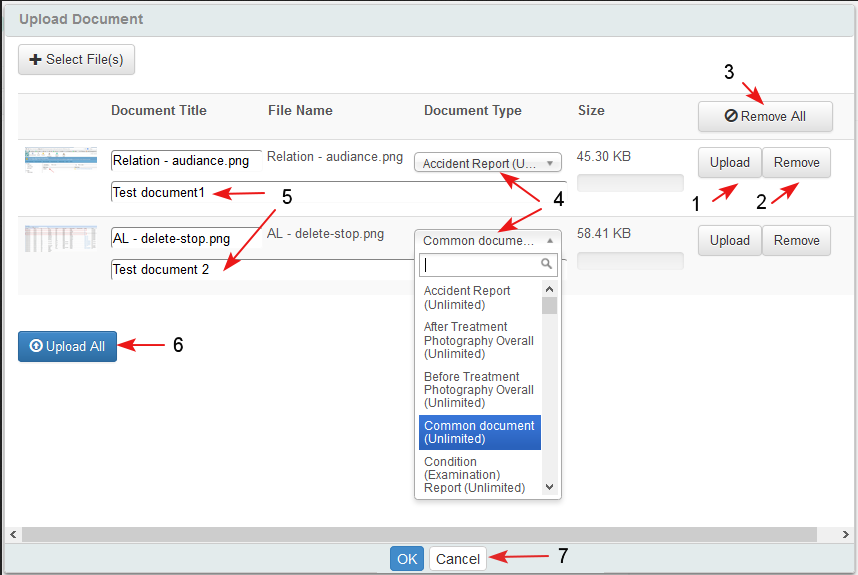 Upload Document
Select File(s)
3
Document Title File Name Document Type Size Remove All
Relation - audiance.png Relation - audiance.png Accident Report (U... 45.30 KB Upload Remove
Test document1 5 4 1 2
AL - delete-stop.png AL - delete-stop.png Common docume... 58.41 KB Upload Remove
Test document 2
Accident Report
(Unlimited)
After Treatment
Photography Overall
(Unlimited)
Upload All 6
Before Treatment
Photography Overall
(Unlimited)
Common document
(Unlimited)
Condition
(Examination)
Report (Unlimited)
OK Cancel 7